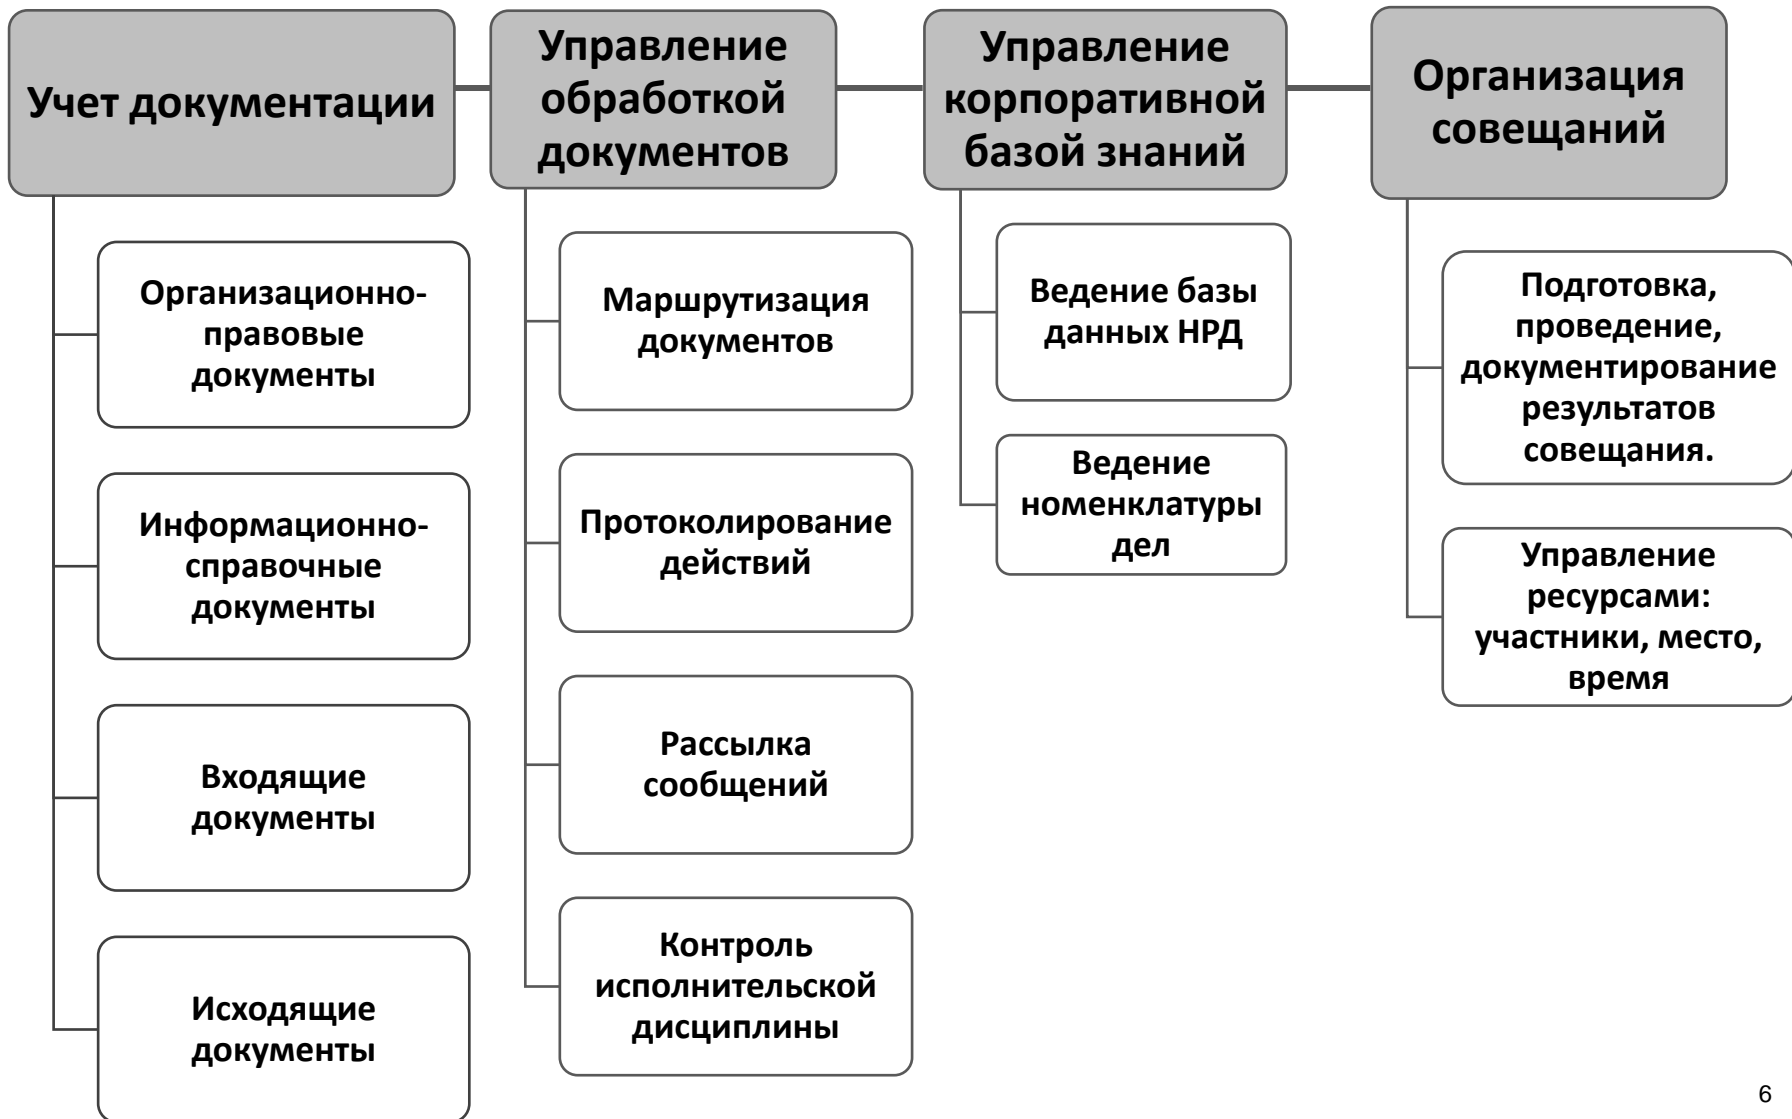 Учет документации
Организационно-
правовые
документы
Информационно-
справочные
документы
Входящие
документы
Исходящие
документы
Управление
обработкой
документов
Маршрутизация
документов
Протоколирование
действий
Рассылка
сообщений
Контроль
исполнительской
дисциплины
Управление
корпоративной
базой знаний
Ведение базы
данных НРД
Ведение
номенклатуры
дел
Организация
совещаний
Подготовка,
проведение,
документирование
результатов
совещания.
Управление
ресурсами:
участники, место,
время
6